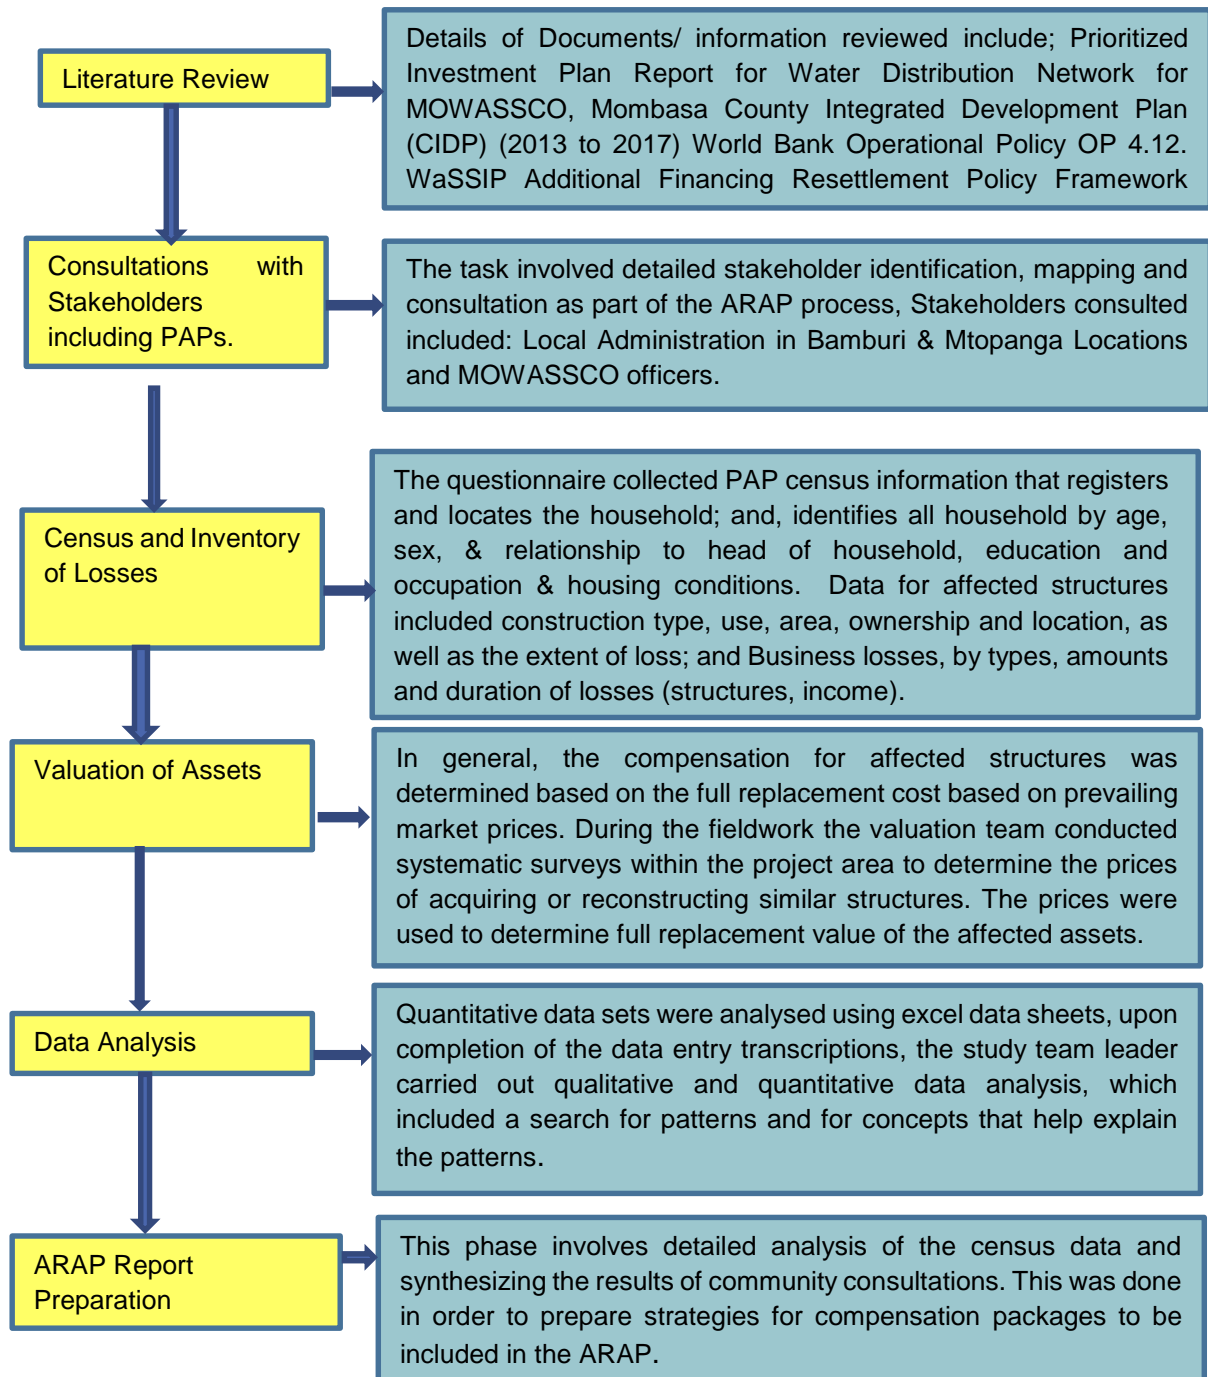 Literature Review
Details of Documents/ information reviewed include; Prioritized
Investment Plan Report for Water Distribution Network for
MOWASSCO, Mombasa County Integrated Development Plan
(CIDP) (2013 to 2017) World Bank Operational Policy OP 4.12.
WaSSIP Additional Financing Resettlement Policy Framework
Consultations with
Stakeholders
including PAPs.
The task involved detailed stakeholder identification, mapping and
consultation as part of the ARAP process, Stakeholders consulted
included: Local Administration in Bamburi & Mtopanga Locations
and MOWASSCO officers.
Census and Inventory
of Losses
The questionnaire collected PAP census information that registers
and locates the household; and, identifies all household by age,
sex, & relationship to head of household, education and
occupation & housing conditions. Data for affected structures
included construction type, use, area, ownership and location, as
well as the extent of loss; and Business losses, by types, amounts
and duration of losses (structures, income).
Valuation of Assets
In general, the compensation for affected structures was
determined based on the full replacement cost based on prevailing
market prices. During the fieldwork the valuation team conducted
systematic surveys within the project area to determine the prices
of acquiring or reconstructing similar structures. The prices were
used to determine full replacement value of the affected assets.
Data Analysis
Quantitative data sets were analysed using excel data sheets, upon
completion of the data entry transcriptions, the study team leader
carried out qualitative and quantitative data analysis, which
included a search for patterns and for concepts that help explain
the patterns.
ARAP Report
Preparation
This phase involves detailed analysis of the census data and
synthesizing the results of community consultations. This was done
in order to prepare strategies for compensation packages to be
included in the ARAP.